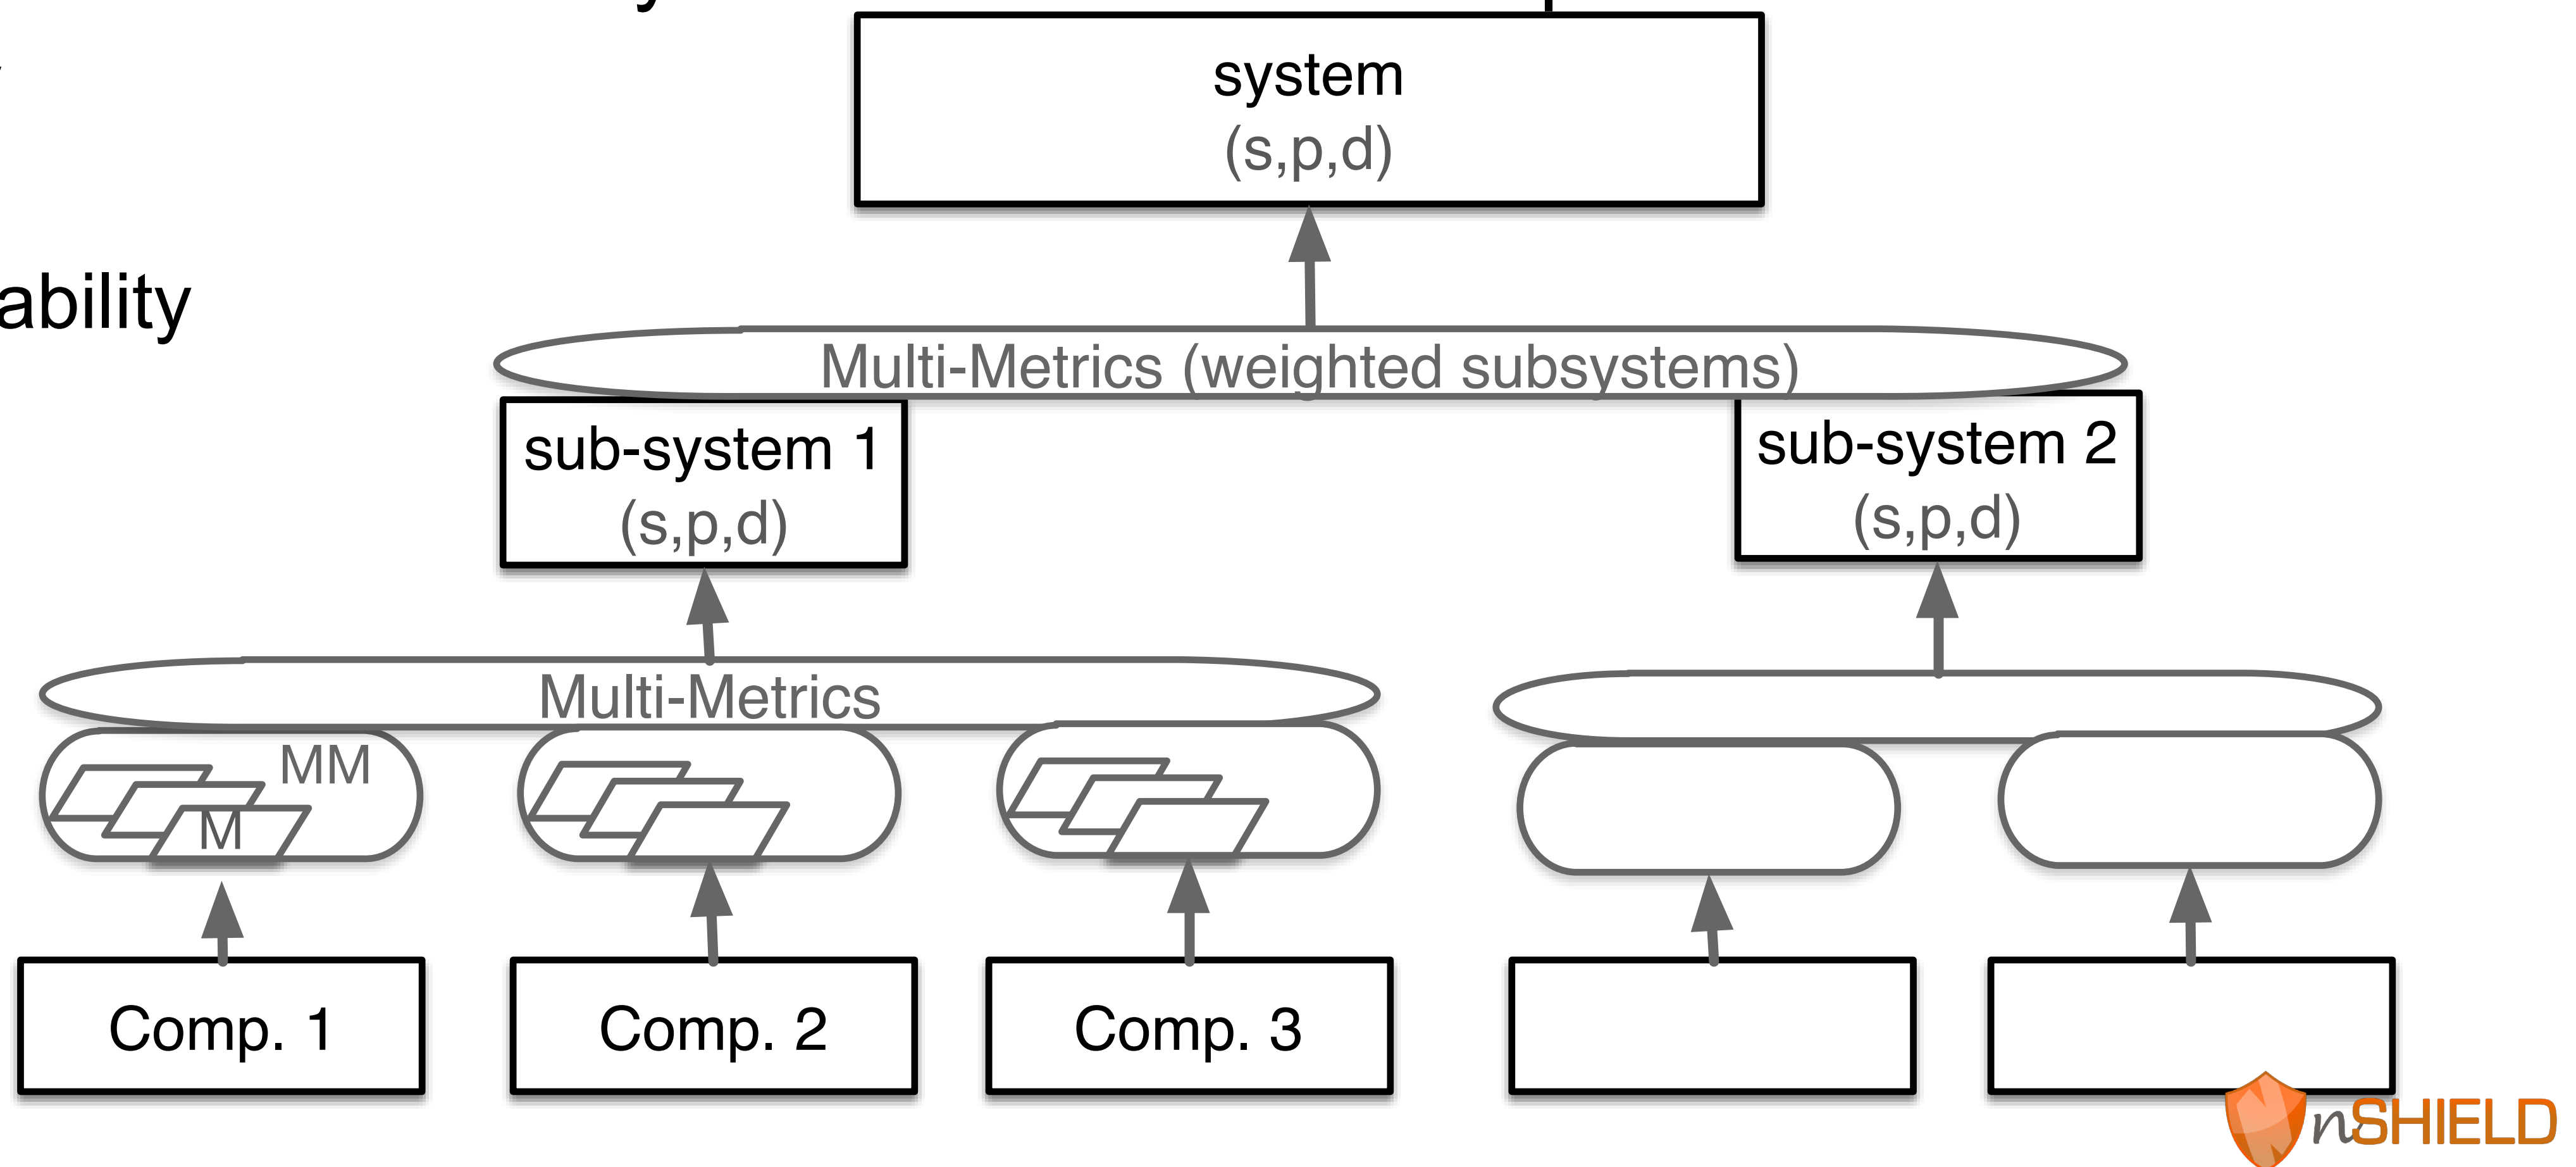 system
(s,p,d)
ability
Multi-Metrics (weighted subsystems)
sub-system 1
(s,p,d)
sub-system 2
(s,p,d)
Multi-Metrics
MM
M
Comp. 1
Comp. 2
Comp. 3
nSHIELD